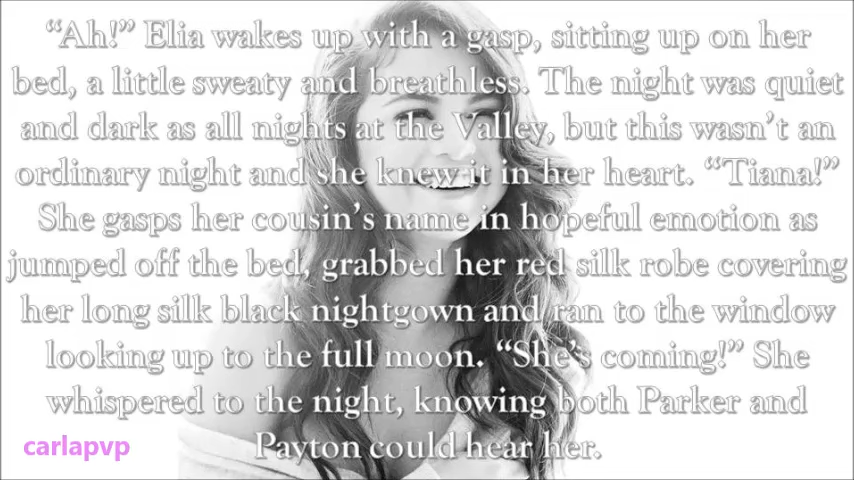 “Ah!” Elia wakes up with a gasp, sitting up on her
bed, a little sweaty and breathless. The night was quiet
and dark as all nights at the Valley, but this wasn’t an
ordinary night and she knew it in her heart. “Tiana!”
She gasps her cousin’s name in hopeful emotion as
jumped off the bed, grabbed her red silk robe covering
her long silk black nightgown and ran to the window
looking up to the full moon. “She’s coming!” She
whispered to the night, knowing both Parker and
Payton could hear her.
carlapvp